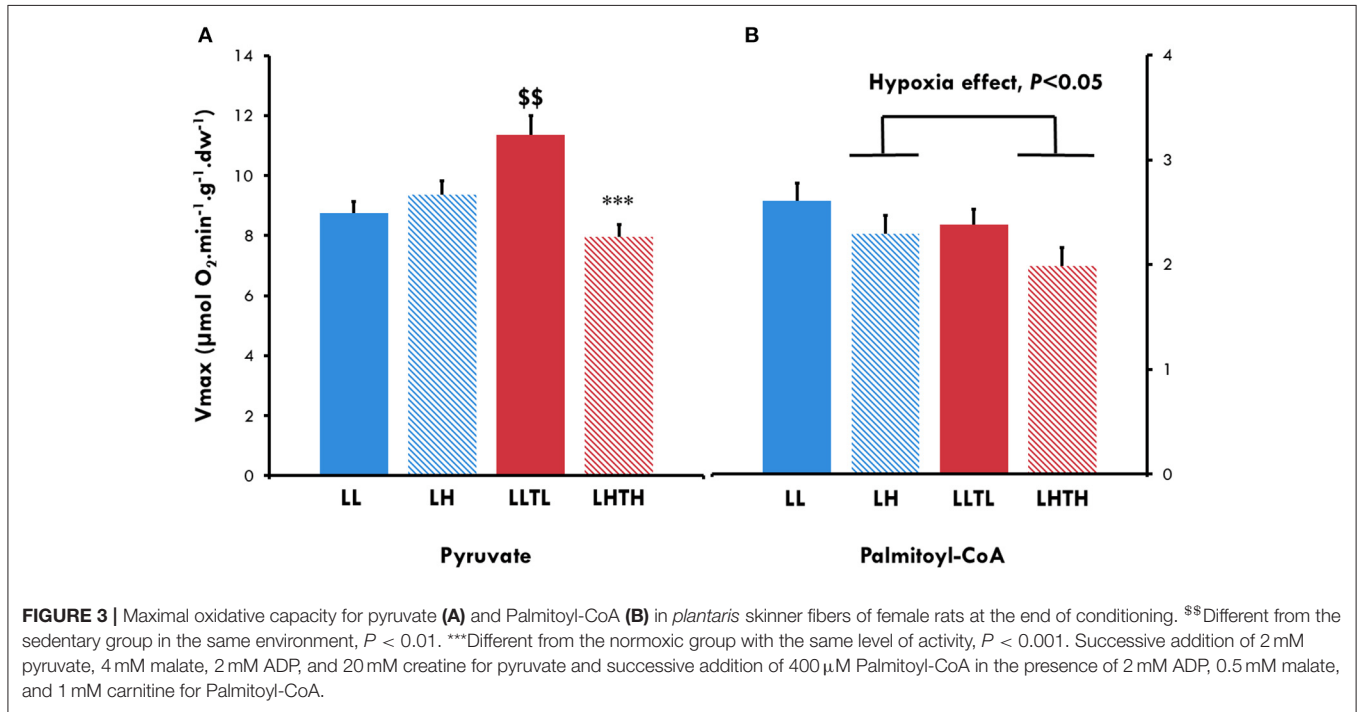 A
B
14
12
10
8
6
4
2
0
Vmax (µmol O2.min-1.g-1.dw-1)
$$
***
LL LH LLTL LHTH
Pyruvate
Hypoxia effect, P<0.05
4
3
2
1
0
LL LH LLTL LHTH
Palmitoyl-CoA
FIGURE 3 | Maximal oxidative capacity for pyruvate (A) and Palmitoyl-CoA (B) in plantaris skinner fibers of female rats at the end of conditioning. $$Different from the
sedentary group in the same environment, P < 0.01. ***Different from the normoxic group with the same level of activity, P < 0.001. Successive addition of 2 mM
pyruvate, 4 mM malate, 2 mM ADP, and 20 mM creatine for pyruvate and successive addition of 400 µM Palmitoyl-CoA in the presence of 2 mM ADP, 0.5 mM malate,
and 1 mM carnitine for Palmitoyl-CoA.